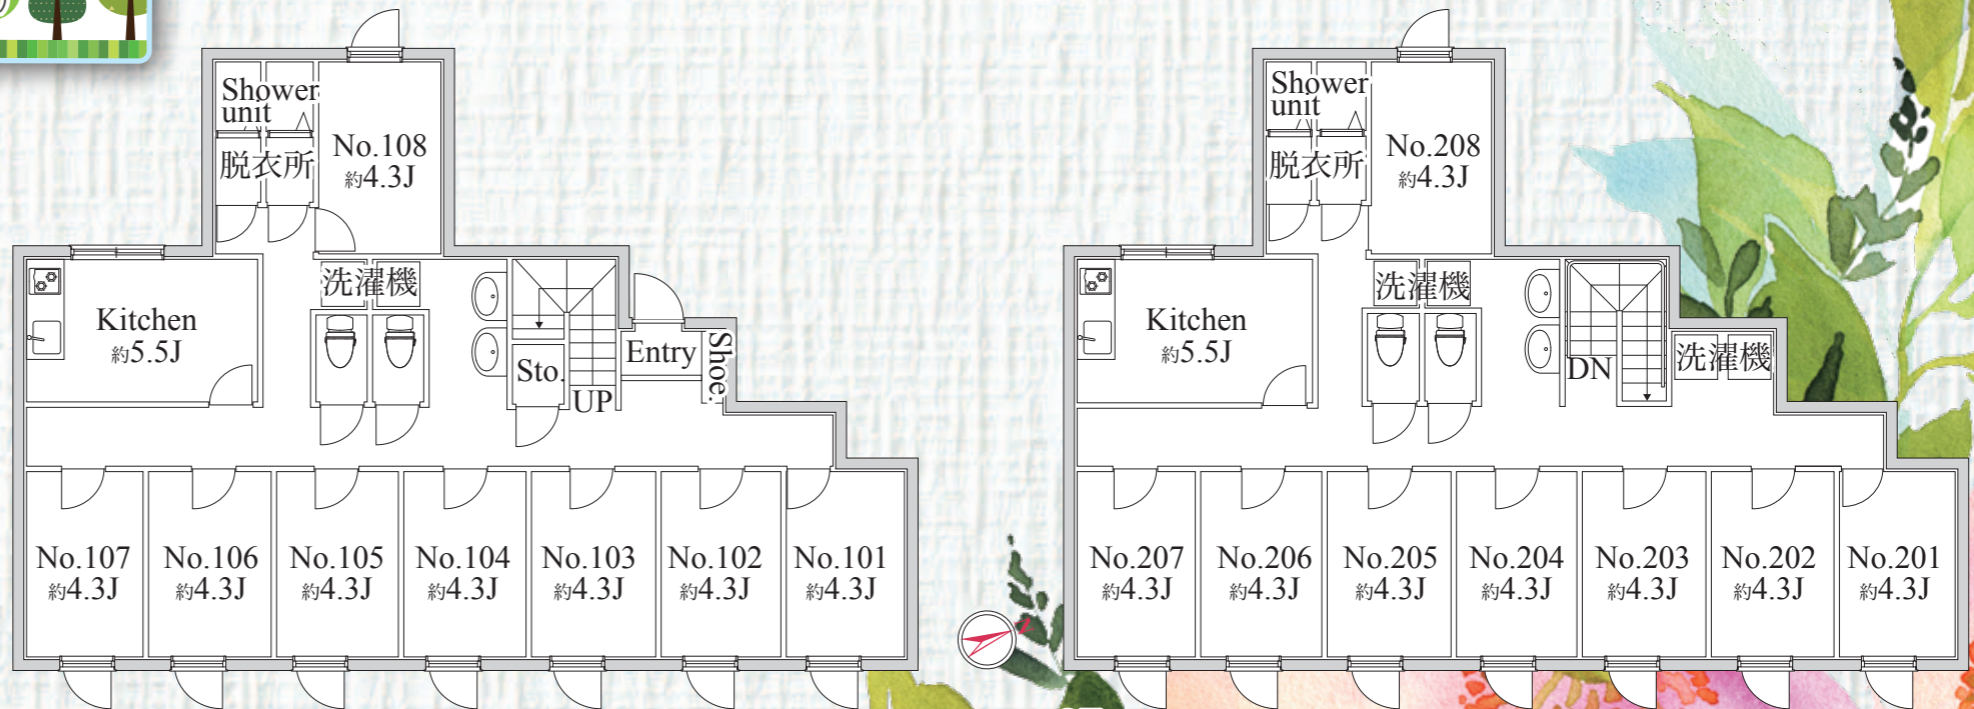 Shower
unit
脱衣所
No.108
約4.3J
洗濯機
Kitchen
約5.5J
Sto.
UP
Entry
Shoe.
No.107
約4.3J
No.106
約4.3J
No.105
約4.3J
No.104
約4.3J
No.103
約4.3J
No.102
約4.3J
No.101
約4.3J
Shower
unit
脱衣所
No.208
約4.3J
洗濯機
Kitchen
約5.5J
DN
洗濯機
No.207
約4.3J
No.206
約4.3J
No.205
約4.3J
No.204
約4.3J
No.203
約4.3J
No.202
約4.3J
No.201
約4.3J